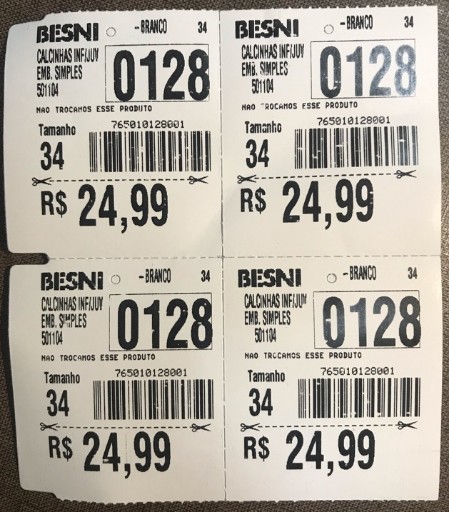 BESNI -BRANCO 34
CALCINHAS INF/JUV
EMB. SIMPLES
501104
0128
NAO TROCAMOS ESSE PRODUTO
Tamanho
34
765010128001
R$ 24,99
BESNI -BRANCO 34
CALCINHAS INF/JUV
EMB. SIMPLES
501104
0128
NAO TROCAMOS ESSE PRODUTO
Tamanho
34
765010128001
R$ 24,99
BESNI -BRANCO 34
CALCINHAS INF/JUV
EMB. SIMPLES
501104
0128
NAO TROCAMOS ESSE PRODUTO
Tamanho
34
765010128001
R$ 24,99
BESNI -BRANCO 34
CALCINHAS INF/JUV
EMB. SIMPLES
501104
0128
NAO TROCAMOS ESSE PRODUTO
Tamanho
34
765010128001
R$ 24,99